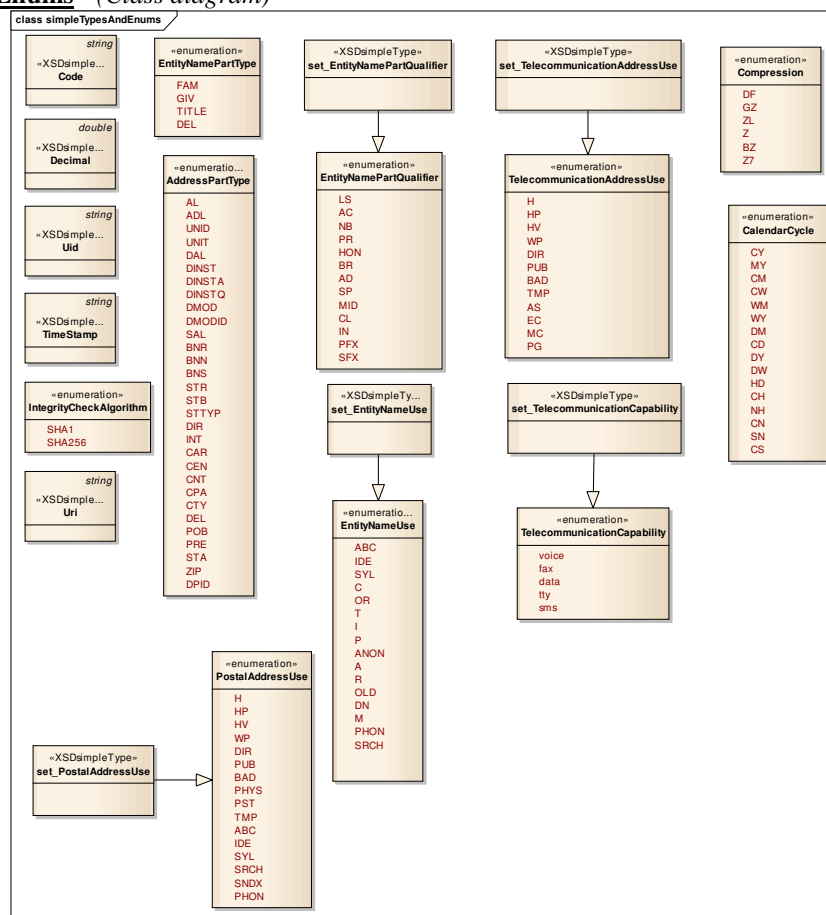 Enums (Class diagram)
class simpleTypesAndEnums
string
«XSDsimple...
Code
double
«XSDsimple...
Decimal
string
«XSDsimple...
Uid
string
«XSDsimple...
TimeStamp
«enumeration»
IntegrityCheckAlgorithm
SHA1
SHA256
string
«XSDsimple...
Uri
«enumeration»
EntityNamePartType
FAM
GIV
TITLE
DEL
«enumeratio...
AddressPartType
AL
ADL
UNID
UNIT
DAL
DINST
DINSTA
DINSTQ
DMOD
DMODID
SAL
BNR
BNN
BNS
STR
STB
STTYP
DIR
INT
CAR
CEN
CNT
CPA
CTY
DEL
POB
PRE
STA
ZIP
DPID
«XSDsimpleType»
set_EntityNamePartQualifier
«enumeration»
EntityNamePartQualifier
LS
AC
NB
PR
HON
BR
AD
SP
MID
CL
IN
PFX
SFX
«XSDsimpleTy...
set_EntityNameUse
«enumeratio...
EntityNameUse
ABC
IDE
SYL
C
OR
T
I
P
ANON
A
R
OLD
DN
M
PHON
SRCH
«XSDsimpleType»
set_TelecommunicationAddressUse
«enumeration»
TelecommunicationAddressUse
H
HP
HV
WP
DIR
PUB
BAD
TMP
AS
EC
MC
PG
«XSDsimpleType»
set_TelecommunicationCapability
«enumeration»
TelecommunicationCapability
voice
fax
data
tty
sms
«enumeration»
Compression
DF
GZ
ZL
Z
BZ
Z7
«enumeration»
CalendarCycle
CY
MY
CM
CW
WM
WY
DM
CD
DY
DW
HD
CH
NH
CN
SN
CS
«XSDsimpleType»
set_PostalAddressUse
«enumeration»
PostalAddressUse
H
HP
HV
WP
DIR
PUB
BAD
PHYS
PST
TMP
ABC
IDE
SYL
SRCH
SNDX
PHON